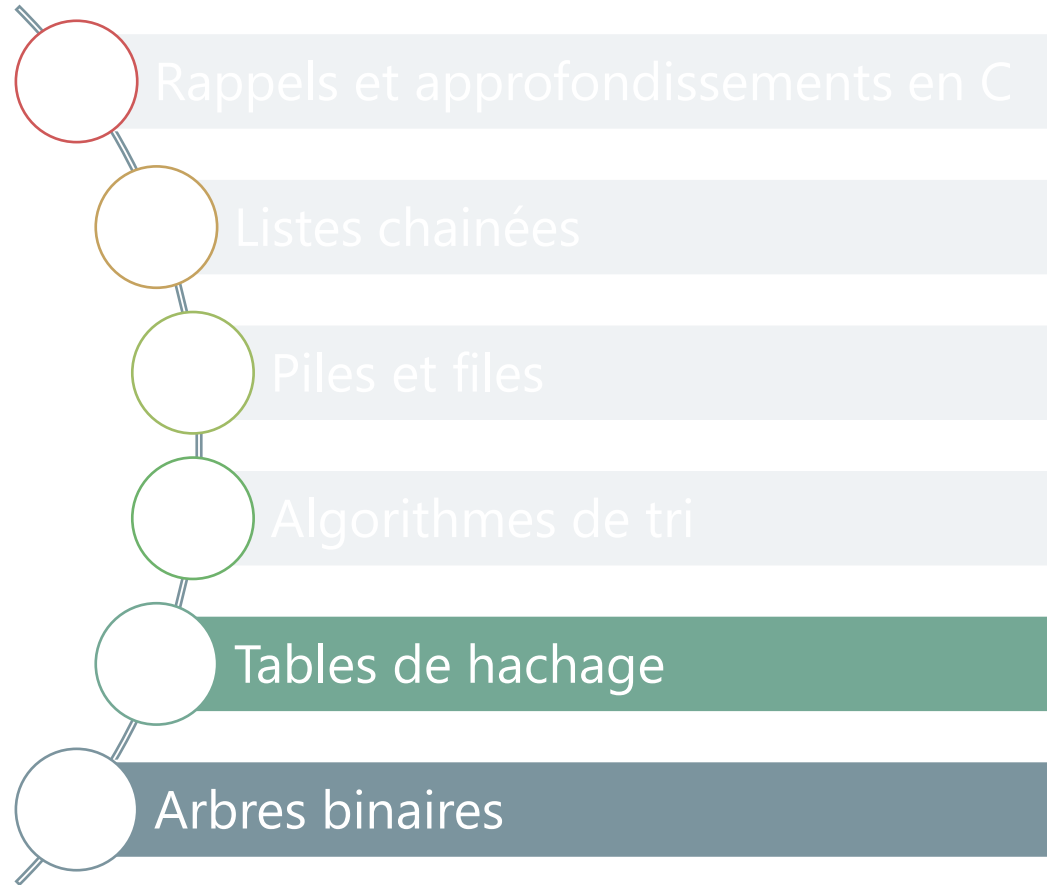 Rappels et approfondissements en C
Listes chainées
Piles et files
Algorithmes de tri
Tables de hachage
Arbres binaires